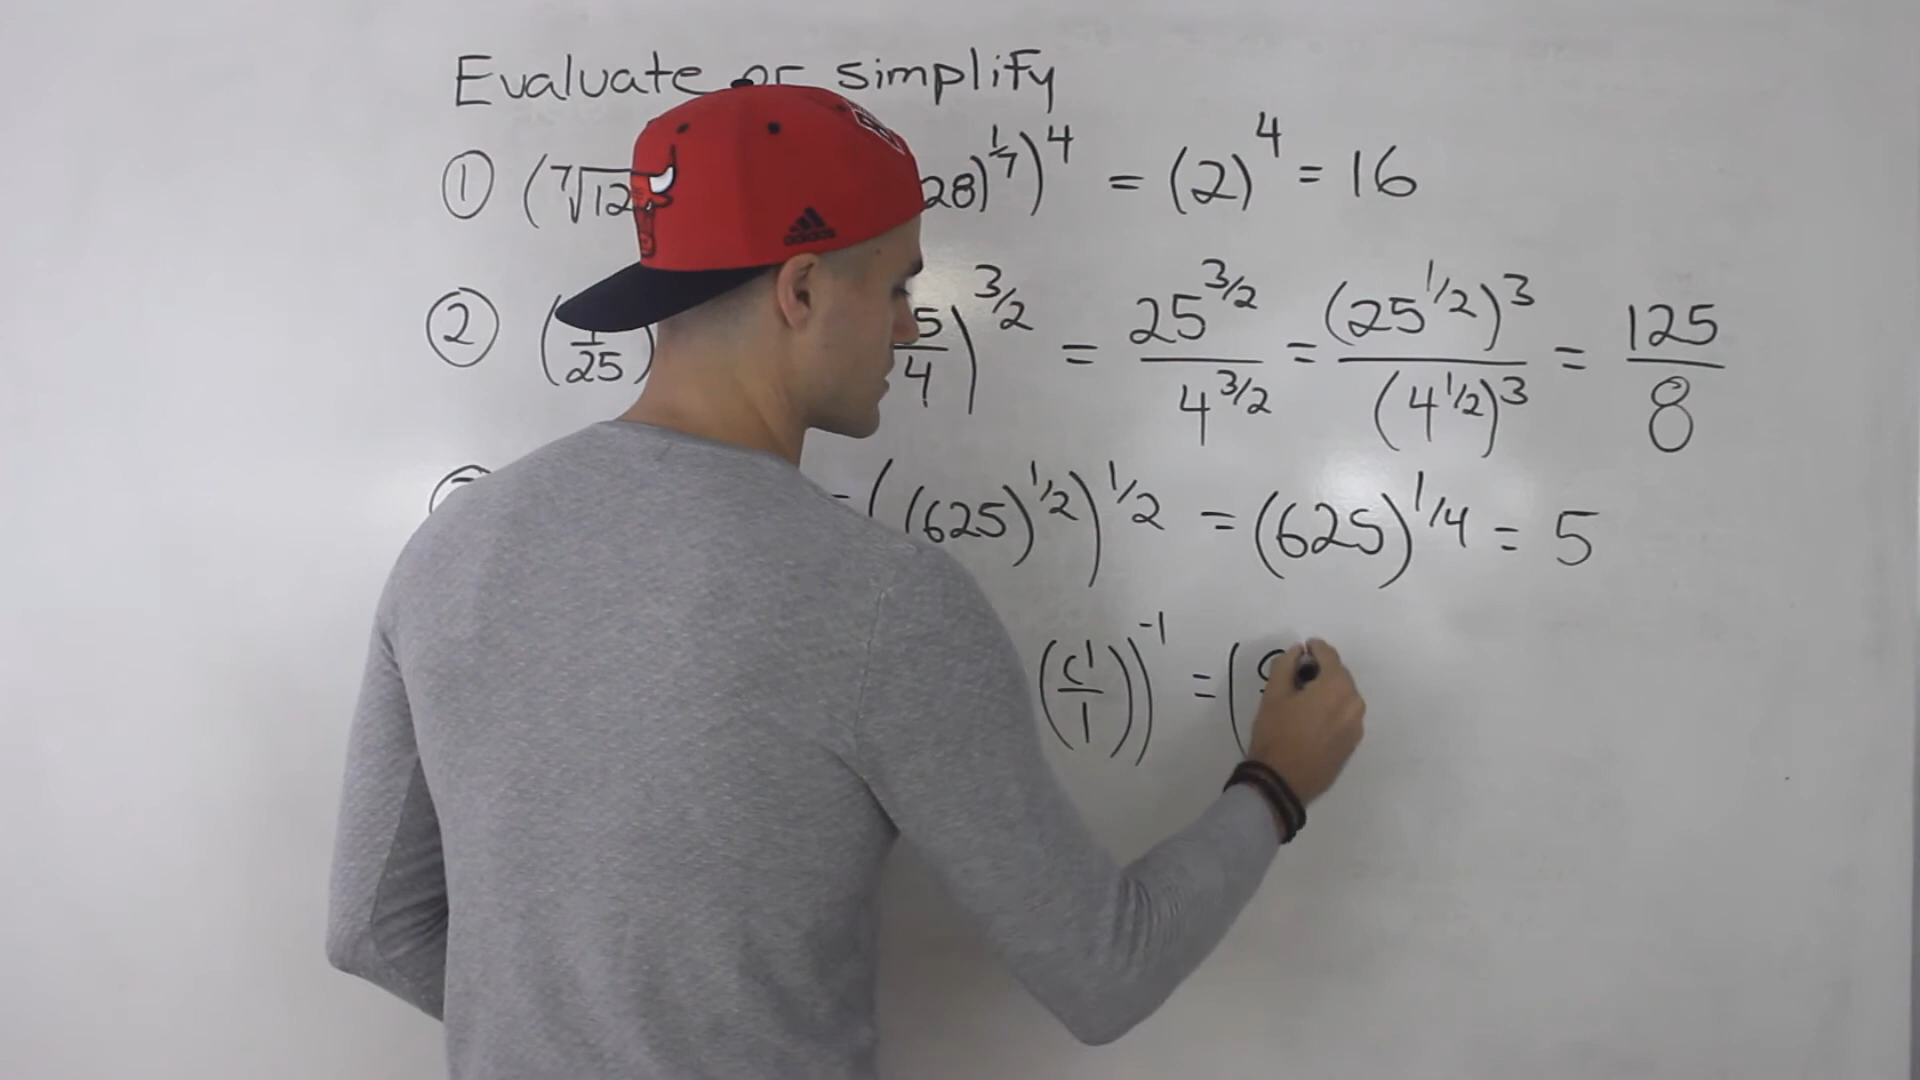 Evaluate or simplify
① (⁷√12 28)^1/7)^4 = (2)^4 = 16
② (1/25) 5/4)^3/2 = 25^3/2 / 4^3/2 = (25^1/2)^3 / (4^1/2)^3 = 125/8
= ((625)^1/2)^1/2 = (625)^1/4 = 5
(c^1/1))^-1 = (
adidas